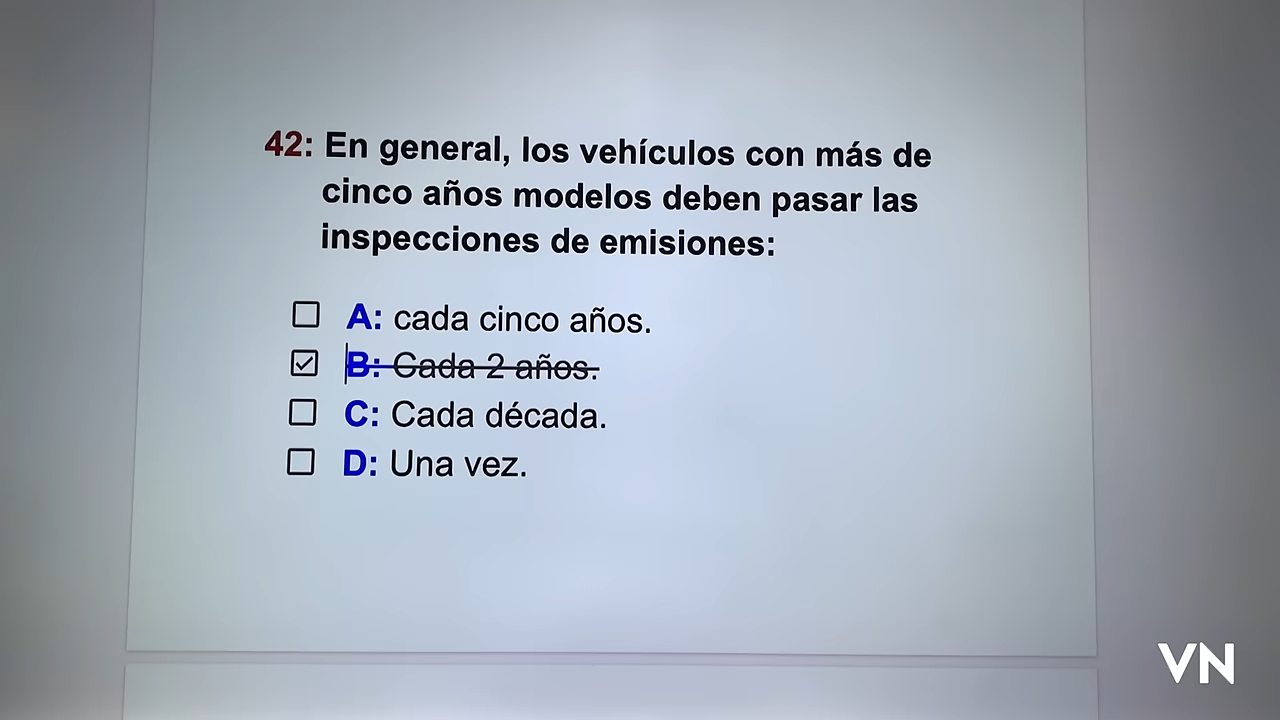 42: En general, los vehículos con más de
cinco años modelos deben pasar las
inspecciones de emisiones:
☐ A: cada cinco años.
☑ B: Cada 2 años.
☐ C: Cada década.
☐ D: Una vez.
VN